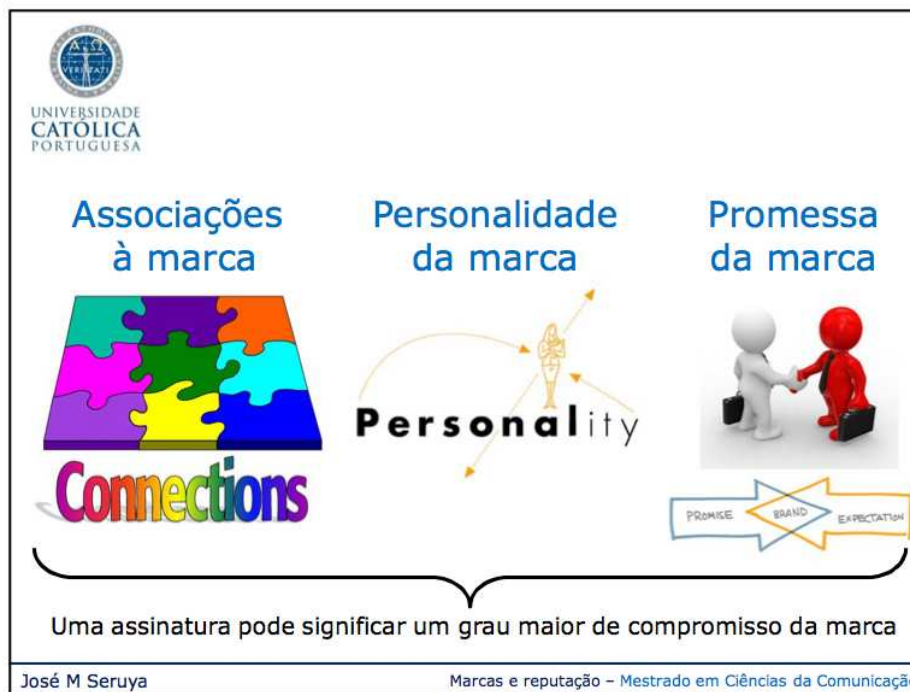 UNIVERSIDADE
CATÓLICA
PORTUGUESA
Associações
à marca
Personalidade
da marca
Promessa
da marca
Connections
Personality
PROMISE
BRAND
EXPECTATION
Uma assinatura pode significar um grau maior de compromisso da marca
José M Seruya
Marcas e reputação – Mestrado em Ciências da Comunicação